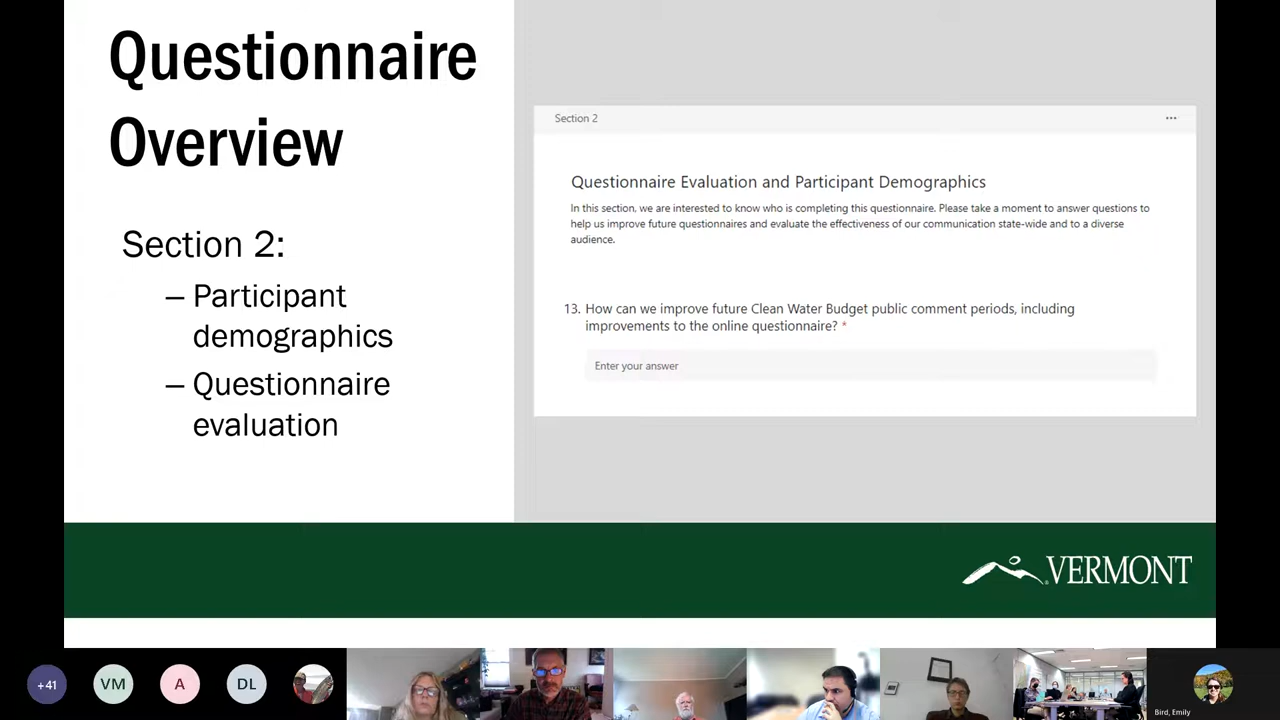 Questionnaire
Overview
Section 2:
– Participant
demographics
– Questionnaire
evaluation
Section 2
...
Questionnaire Evaluation and Participant Demographics
In this section, we are interested to know who is completing this questionnaire. Please take a moment to answer questions to
help us improve future questionnaires and evaluate the effectiveness of our communication state-wide and to a diverse
audience.
13. How can we improve future Clean Water Budget public comment periods, including
improvements to the online questionnaire? *
Enter your answer
VERMONT
+41
VM
A
DL
Bird, Emily